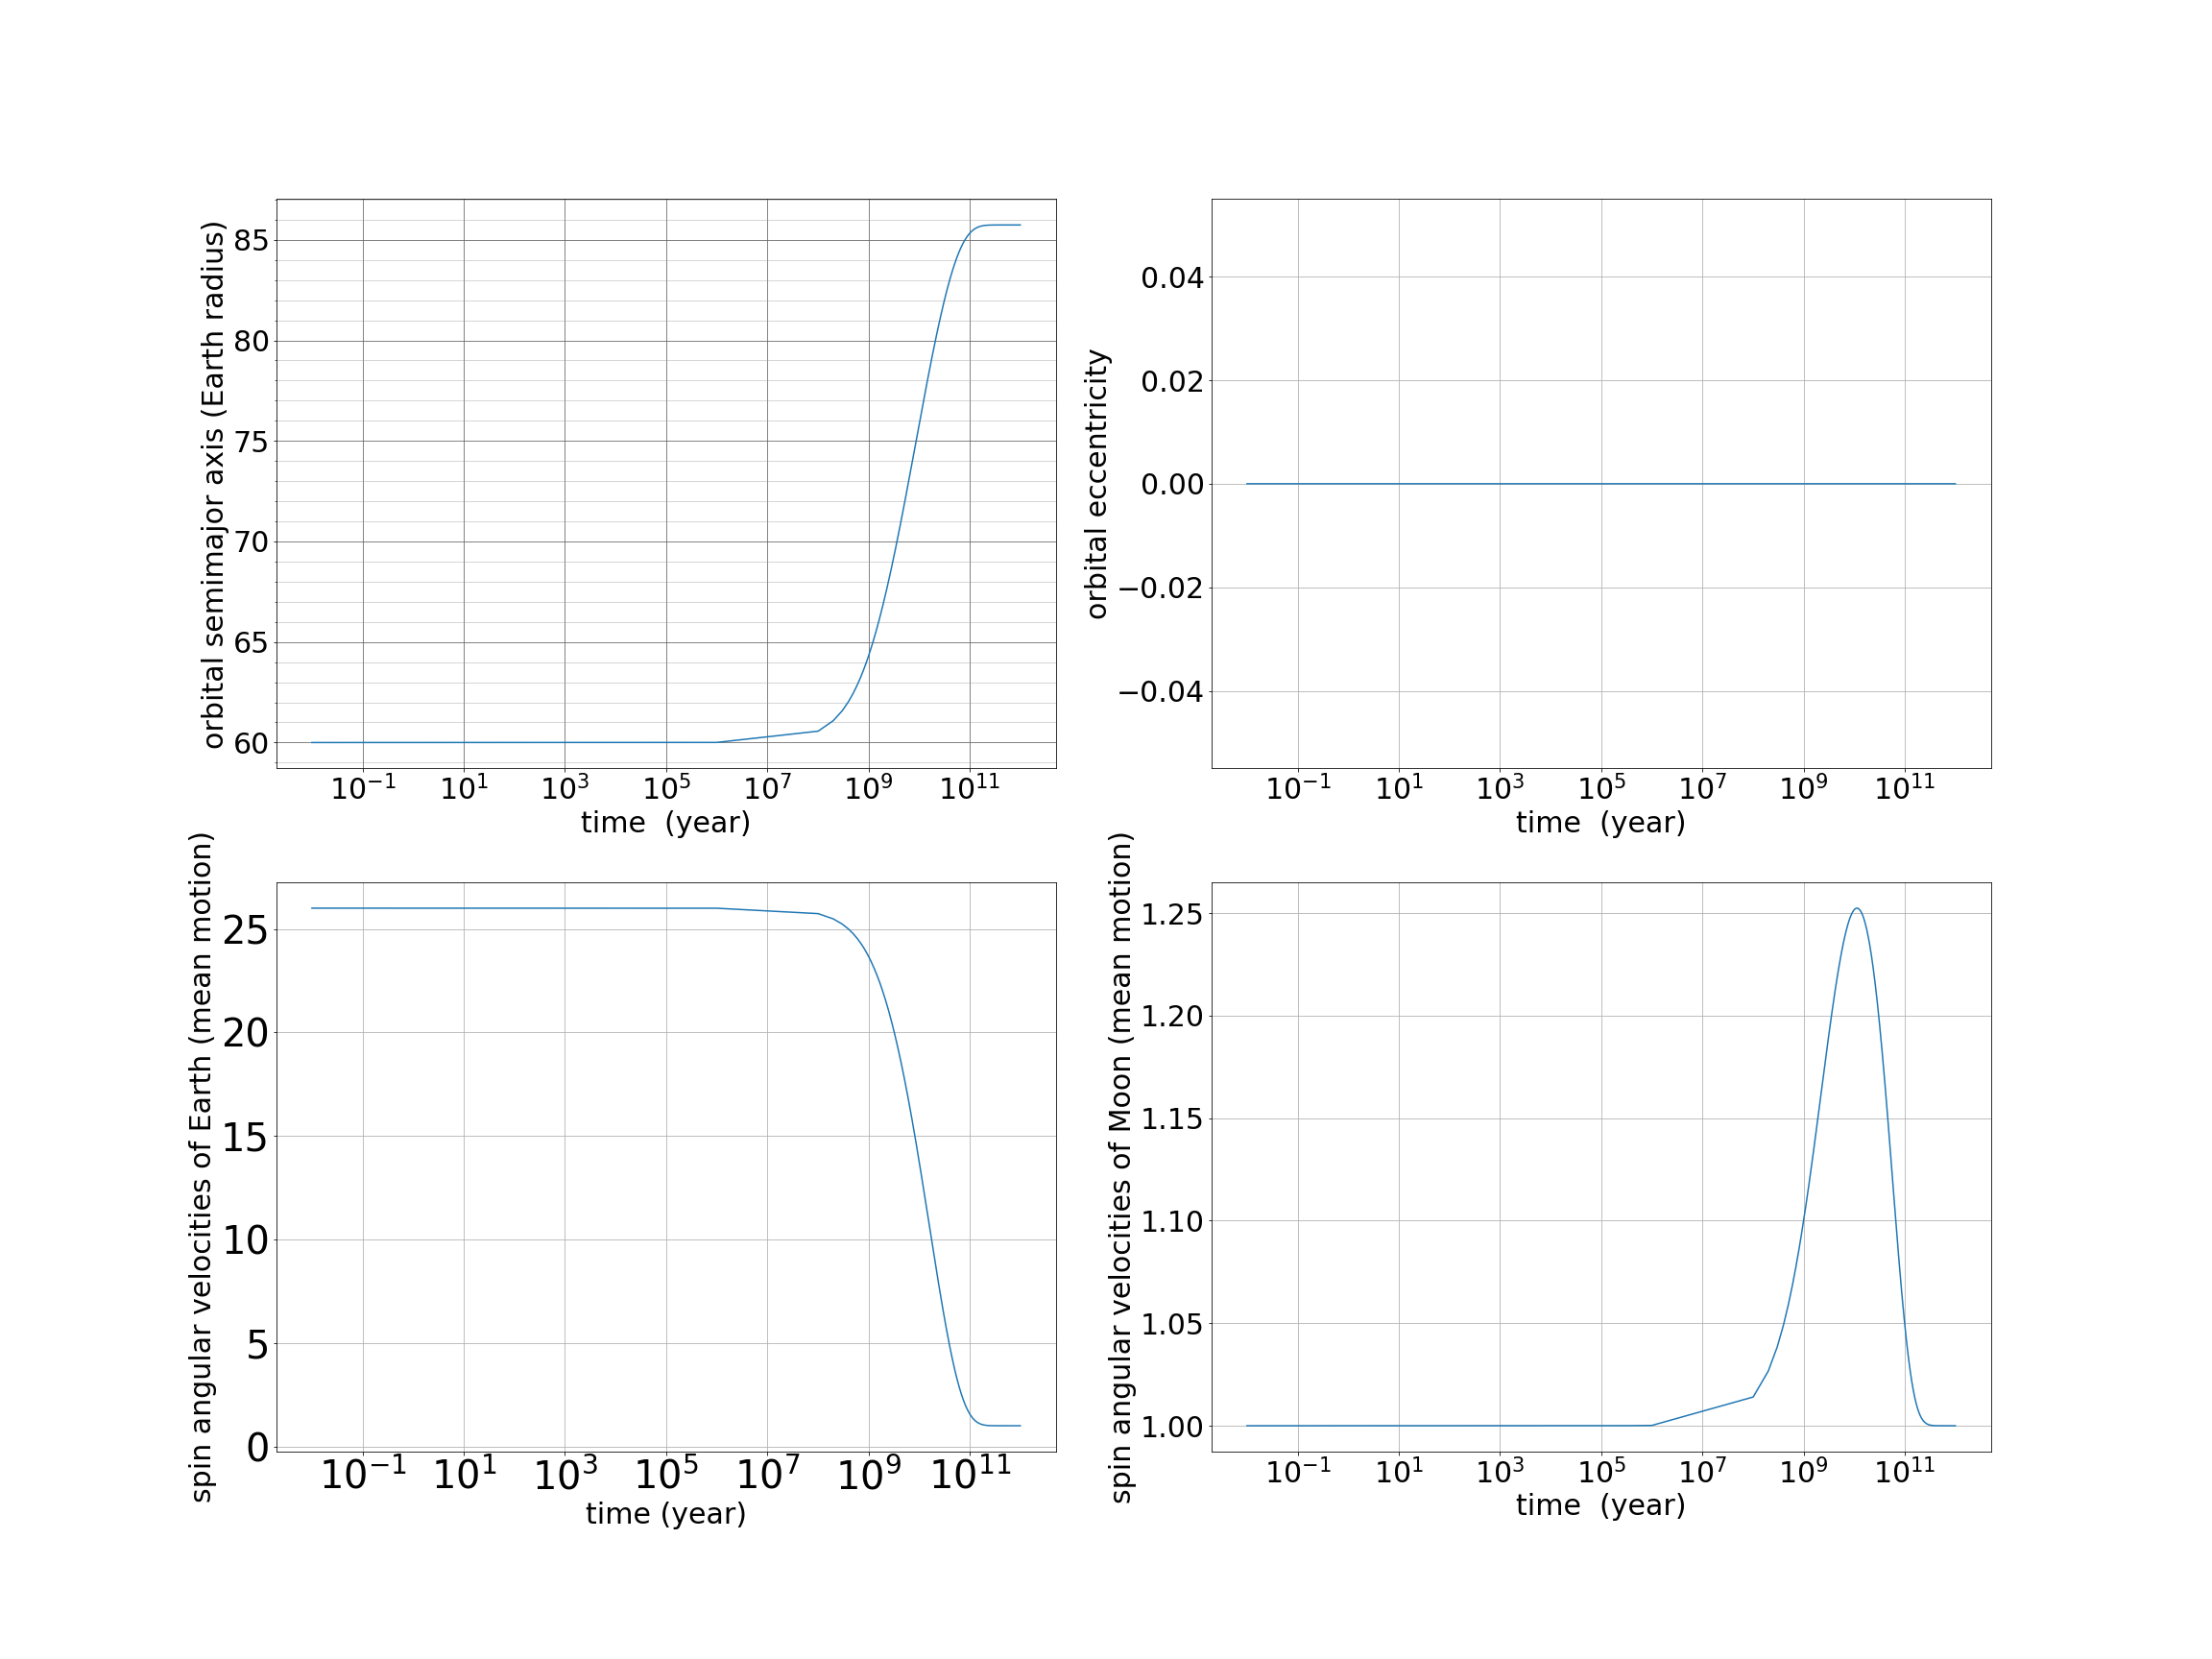 orbital semimajor axis (Earth radius)
85
80
75
70
65
60
10⁻¹ 10¹ 10³ 10⁵ 10⁷ 10⁹ 10¹¹
time (year)
orbital eccentricity
0.04
0.02
0.00
−0.02
−0.04
10⁻¹ 10¹ 10³ 10⁵ 10⁷ 10⁹ 10¹¹
time (year)
spin angular velocities of Earth (mean motion)
25
20
15
10
5
0
10⁻¹ 10¹ 10³ 10⁵ 10⁷ 10⁹ 10¹¹
time (year)
spin angular velocities of Moon (mean motion)
1.25
1.20
1.15
1.10
1.05
1.00
10⁻¹ 10¹ 10³ 10⁵ 10⁷ 10⁹ 10¹¹
time (year)